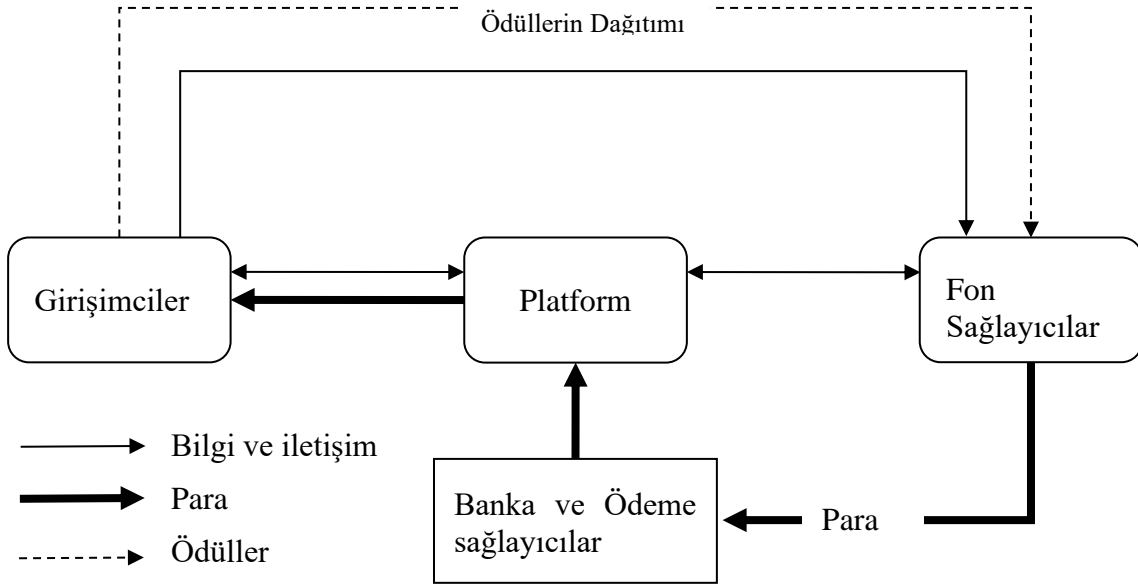 Ödüllerin Dağıtımı
Girişimciler
Platform
Fon
Sağlayıcılar
Bilgi ve iletişim
Para
Ödüller
Banka ve Ödeme
sağlayıcılar
Para